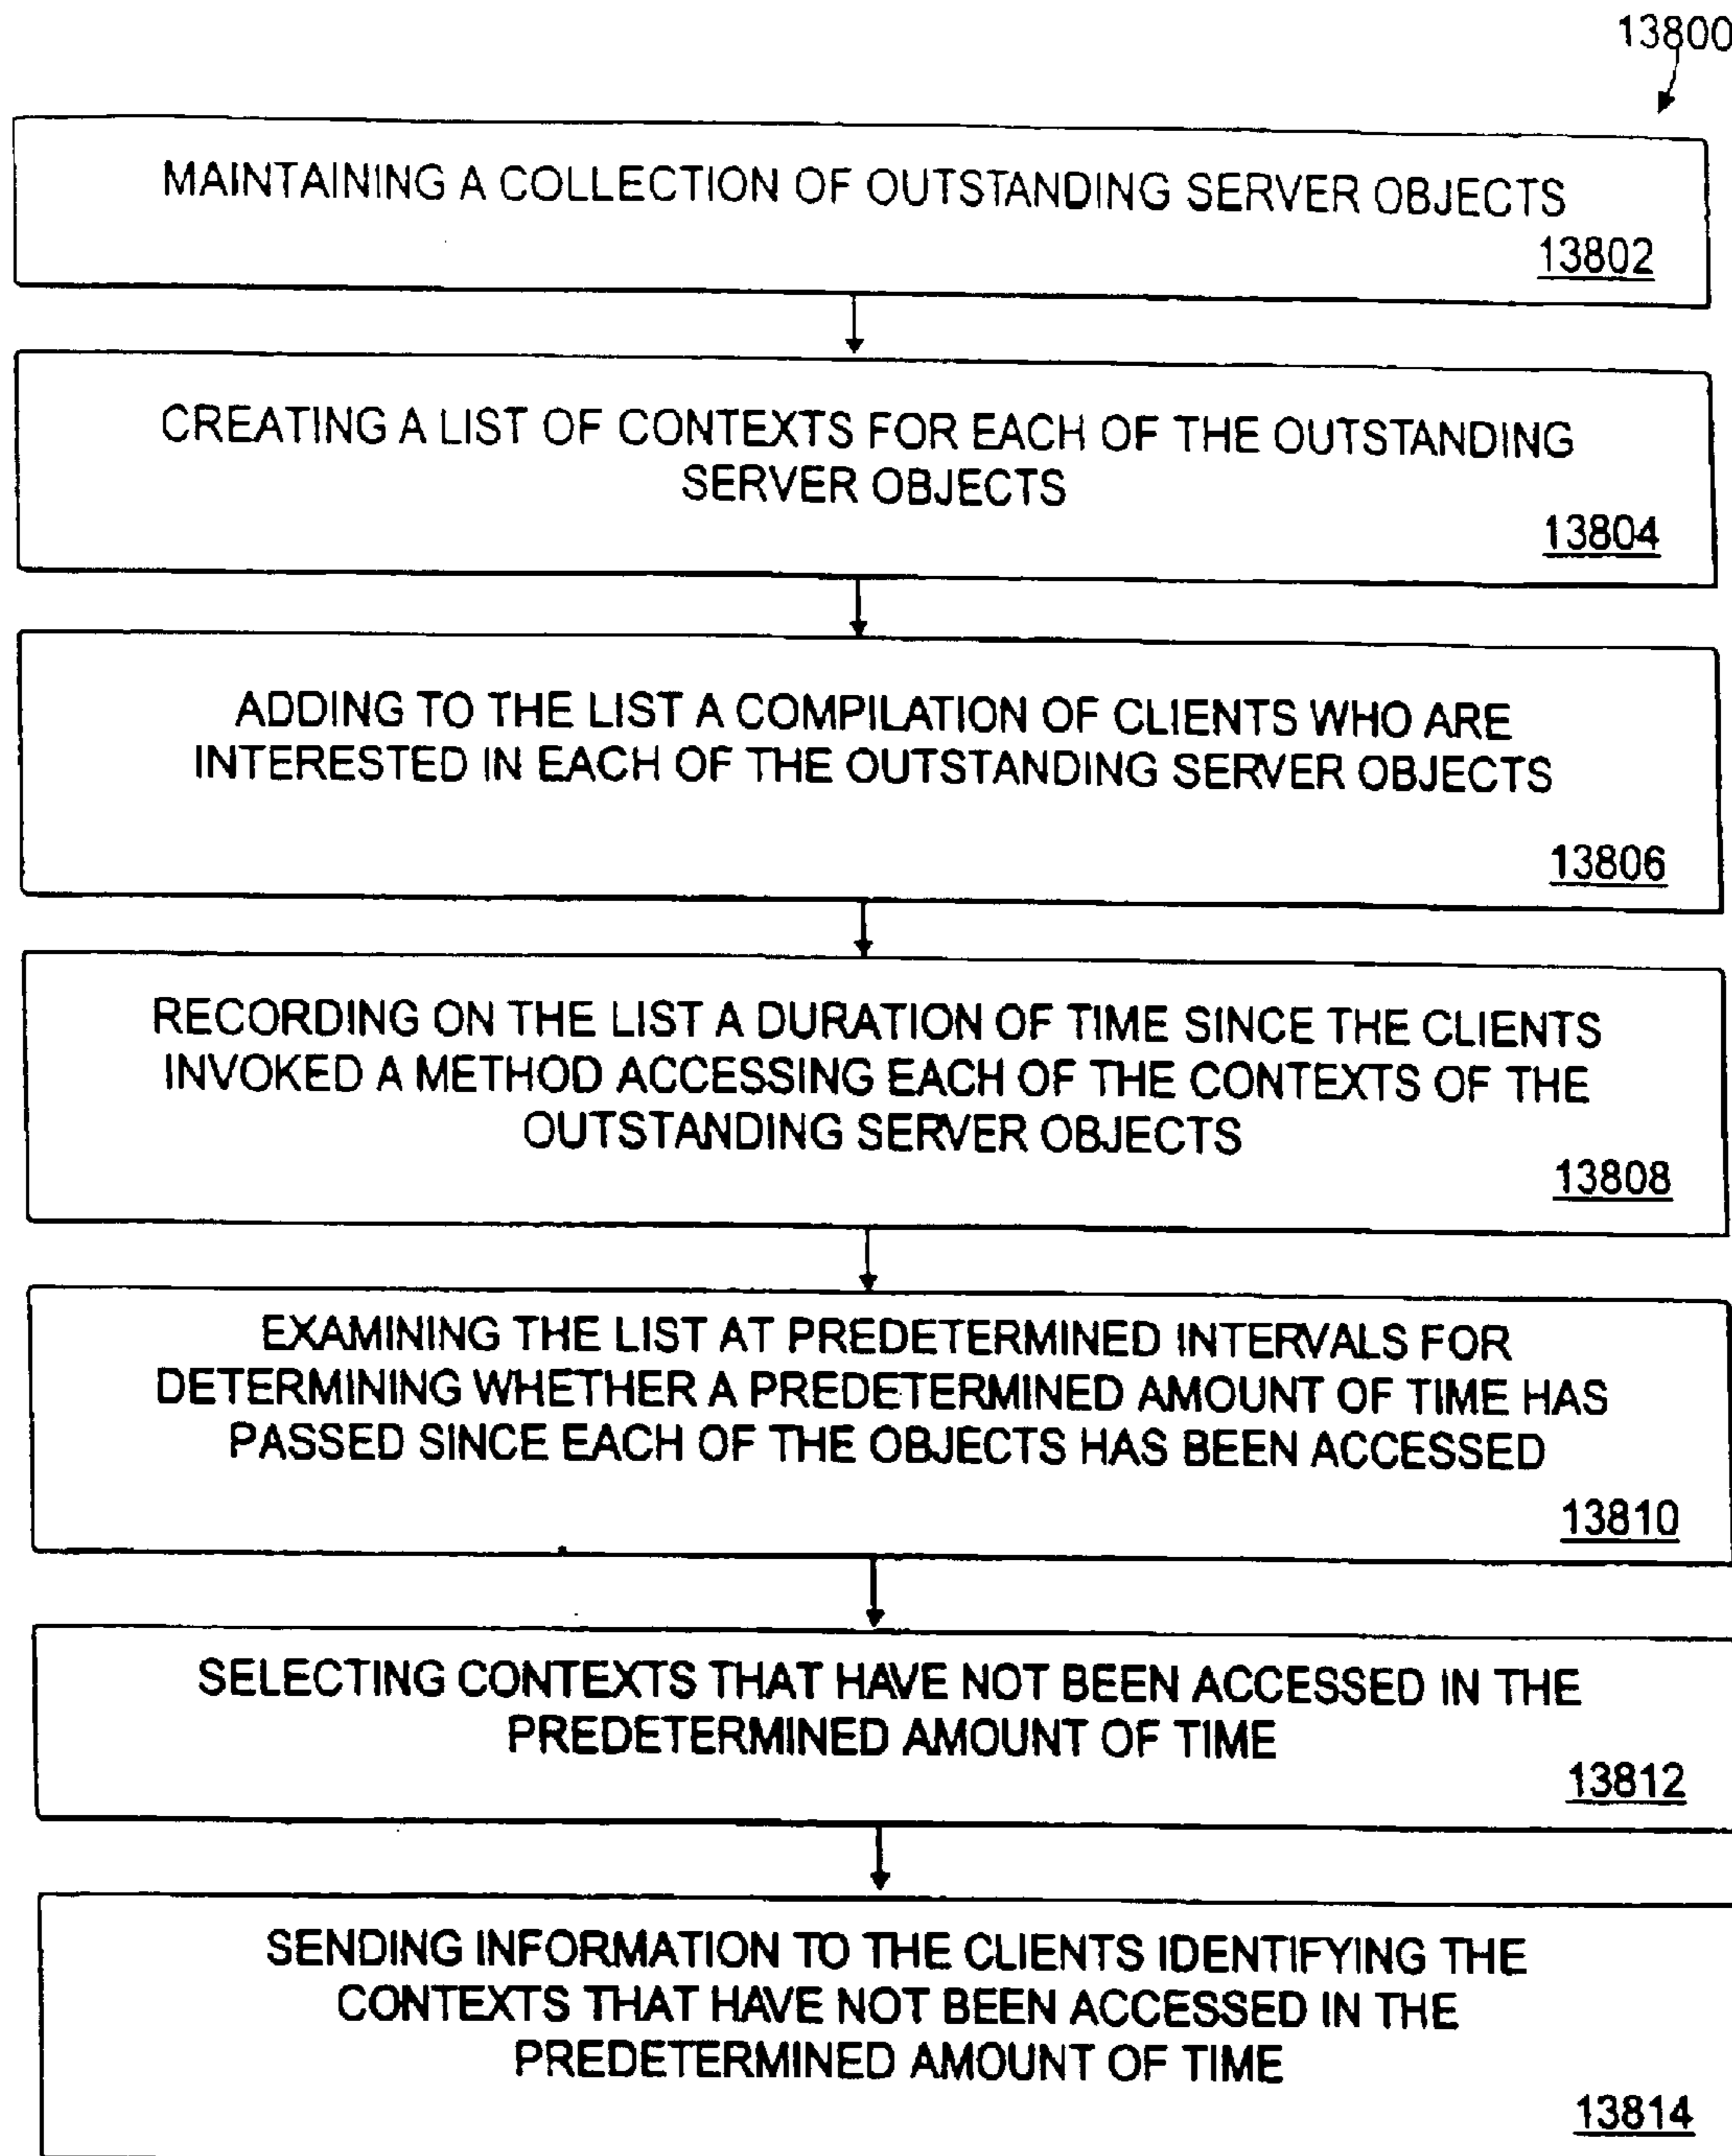 13800
MAINTAINING A COLLECTION OF OUTSTANDING SERVER OBJECTS
13802
CREATING A LIST OF CONTEXTS FOR EACH OF THE OUTSTANDING
SERVER OBJECTS
13804
ADDING TO THE LIST A COMPILATION OF CLIENTS WHO ARE
INTERESTED IN EACH OF THE OUTSTANDING SERVER OBJECTS
13806
RECORDING ON THE LIST A DURATION OF TIME SINCE THE CLIENTS
INVOKED A METHOD ACCESSING EACH OF THE CONTEXTS OF THE
OUTSTANDING SERVER OBJECTS
13808
EXAMINING THE LIST AT PREDETERMINED INTERVALS FOR
DETERMINING WHETHER A PREDETERMINED AMOUNT OF TIME HAS
PASSED SINCE EACH OF THE OBJECTS HAS BEEN ACCESSED
13810
SELECTING CONTEXTS THAT HAVE NOT BEEN ACCESSED IN THE
PREDETERMINED AMOUNT OF TIME
13812
SENDING INFORMATION TO THE CLIENTS IDENTIFYING THE
CONTEXTS THAT HAVE NOT BEEN ACCESSED IN THE
PREDETERMINED AMOUNT OF TIME
13814